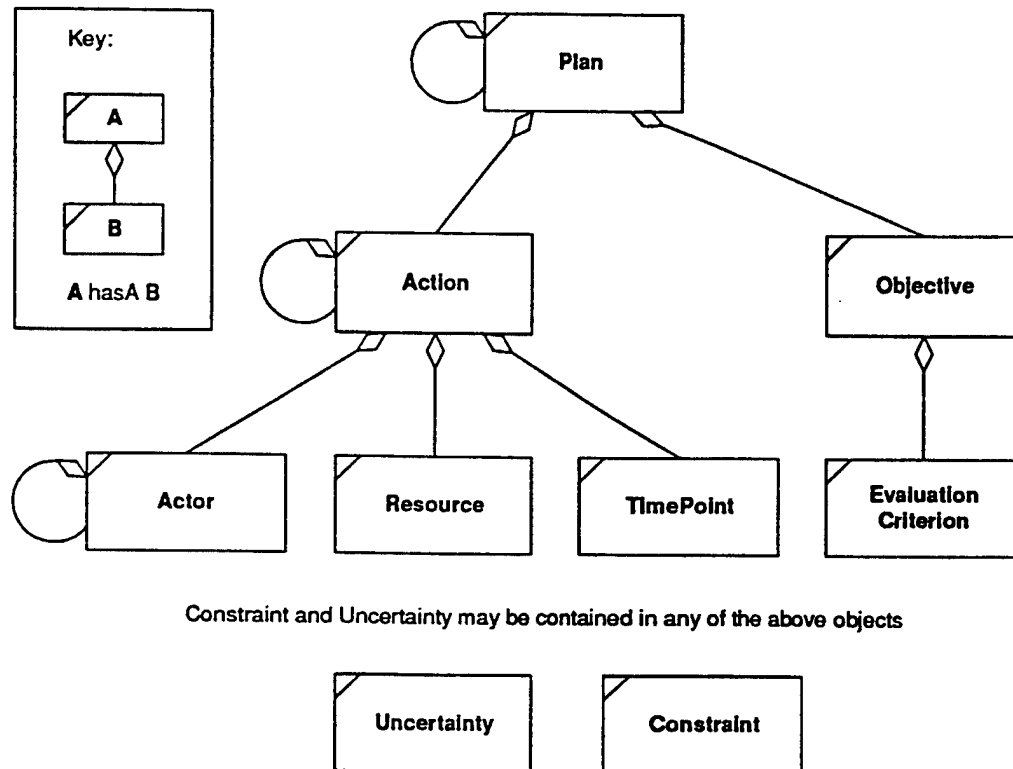 Key:
A
B
A hasA B
Plan
Action
Objective
Actor
Resource
TimePoint
Evaluation
Criterion
Constraint and Uncertainty may be contained in any of the above objects
Uncertainty
Constraint